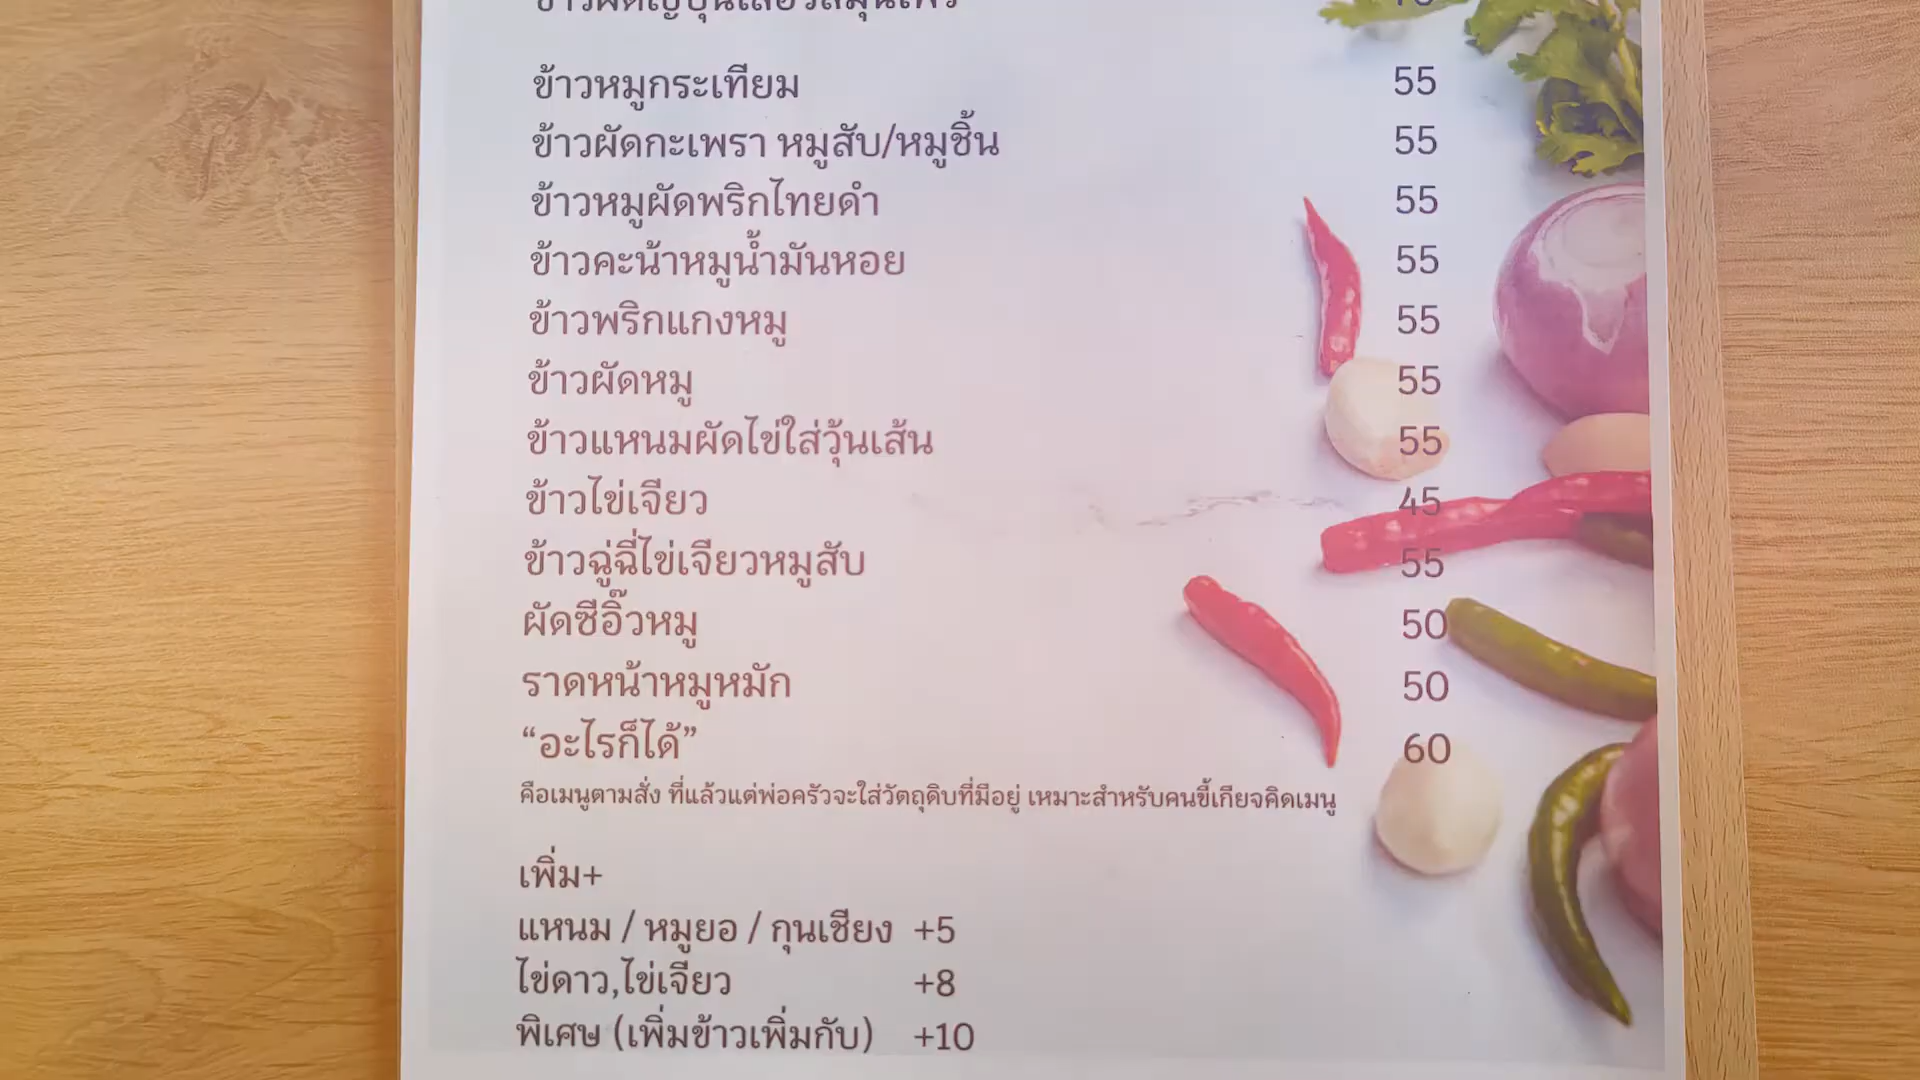 ข้าวหมูกระเทียม 55
ข้าวผัดกะเพรา หมูสับ/หมูชิ้น 55
ข้าวหมูผัดพริกไทยดำ 55
ข้าวคะน้าหมูน้ำมันหอย 55
ข้าวพริกแกงหมู 55
ข้าวผัดหมู 55
ข้าวแหนมผัดไข่ใส่วุ้นเส้น 55
ข้าวไข่เจียว 45
ข้าวฉู่ฉี่ไข่เจียวหมูสับ 55
ผัดซีอิ๊วหมู 50
ราดหน้าหมูหมัก 50
“อะไรก็ได้” 60
คือเมนูตามสั่ง ที่แล้วแต่พ่อครัวจะใส่วัตถุดิบที่มีอยู่ เหมาะสำหรับคนขี้เกียจคิดเมนู
เพิ่ม+
แหนม / หมูยอ / กุนเชียง +5
ไข่ดาว,ไข่เจียว +8
พิเศษ (เพิ่มข้าวเพิ่มกับ) +10